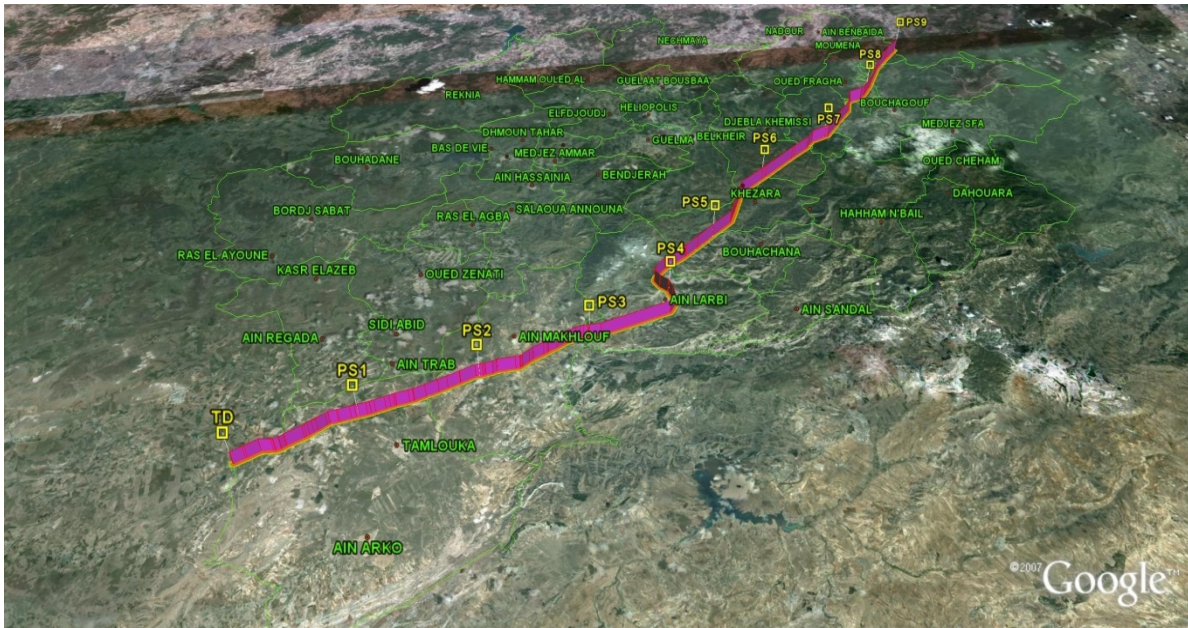 PS9
NADOUR
AIN BENBAIDA
NECHMAYA
MOUMENA
PS8
HAMMAM OULED AL
GUELAAT BOUSBAA
OUED FRAGHA
REKNIA
HELIOPOLIS
BOUCHAGOUF
ELFDJOUDJ
PS7
DJEBLA KHEMISSI
MEDJEZ SFA
DHMOUN TAHAR
GUELMA
BELKHEIR
PS6
BAS DE VIE
MEDJEZ AMMAR
BOUHADANE
OUED CHEHAM
AIN HASSAINIA
BENDJERAH
KHEZARA
DAHOUARA
BORDJ SABAT
RAS EL AGBA
SALAOUA ANNOUNA
PS5
HAHHAM N'BAIL
RAS EL AYOUNE
PS4
BOUHACHANA
KASR ELAZEB
OUED ZENATI
PS3
AIN LARBI
AIN SANDAL
SIDI ABID
AIN REGADA
PS2
AIN MAKHLOUF
AIN TRAB
PS1
TD
TAMLOUKA
AIN ARKO
©2007 Google™